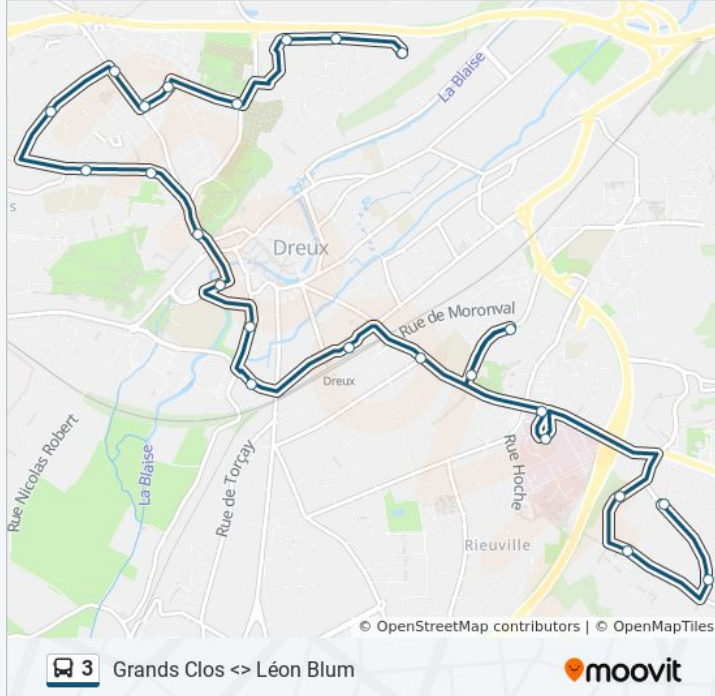 La Blaise
s
Dreux
Rue de Moronval
Dreux
Rue Nicolas Robert
La Blaise
Rue de Torçay
Rue Hoche
Rieuville
© OpenStreetMap contributors | © OpenMapTiles
3 Grands Clos <> Léon Blum
moovit